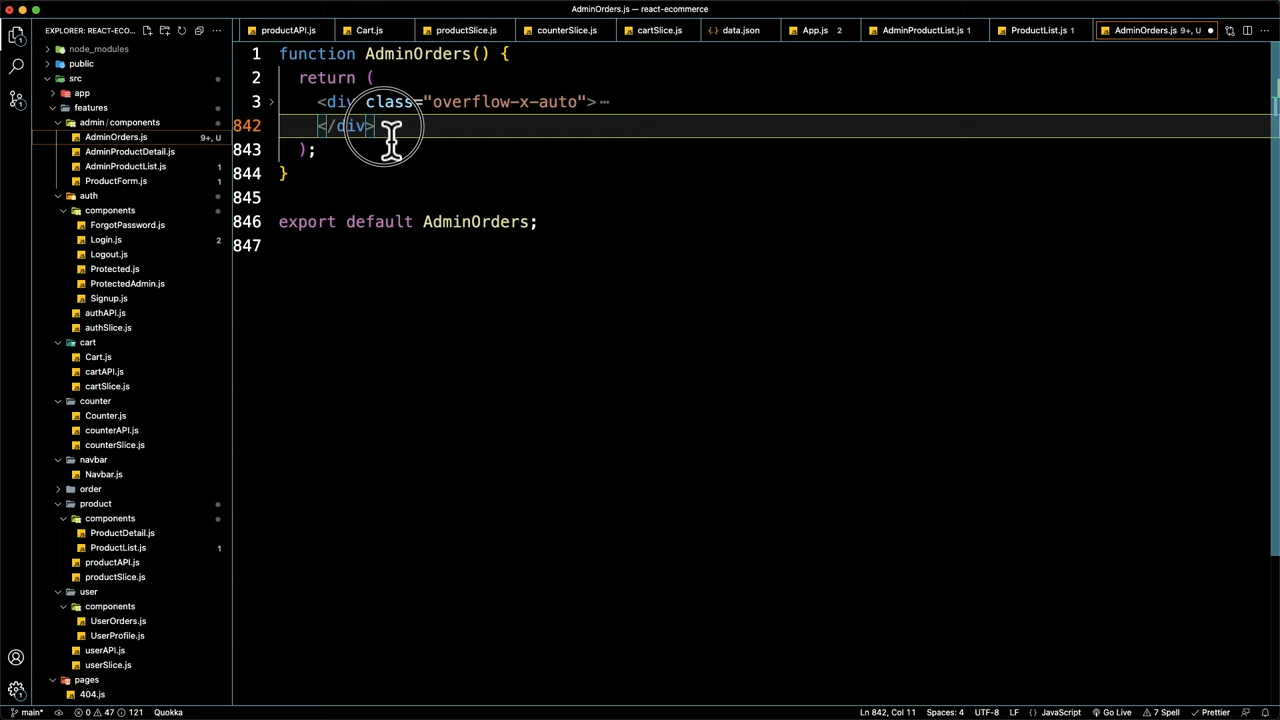 AdminOrders.js — react-ecommerce
EXPLORER: REACT-ECO...
productAPI.js
Cart.js
productSlice.js
counterSlice.js
cartSlice.js
data.json
App.js 2
AdminProductList.js 1
ProductList.js 1
AdminOrders.js 9+, U
node_modules
public
src
app
features
admin / components
AdminOrders.js 9+, U
AdminProductDetail.js
AdminProductList.js 1
ProductForm.js 1
auth
components
ForgotPassword.js
Login.js 2
Logout.js
Protected.js
ProtectedAdmin.js
Signup.js
authAPI.js
authSlice.js
cart
Cart.js
cartAPI.js
cartSlice.js
counter
Counter.js
counterAPI.js
counterSlice.js
navbar
Navbar.js
order
product
components
ProductDetail.js
ProductList.js 1
productAPI.js
productSlice.js
user
components
UserOrders.js
UserProfile.js
userAPI.js
userSlice.js
pages
404.js
1 function AdminOrders() {
2 return (
3 <div class="overflow-x-auto"> ⋯
842 </div>
843 );
844 }
845
846 export default AdminOrders;
847
main* 0 47 121 Quokka Ln 842, Col 11 Spaces: 4 UTF-8 LF JavaScript Go Live 7 Spell Prettier